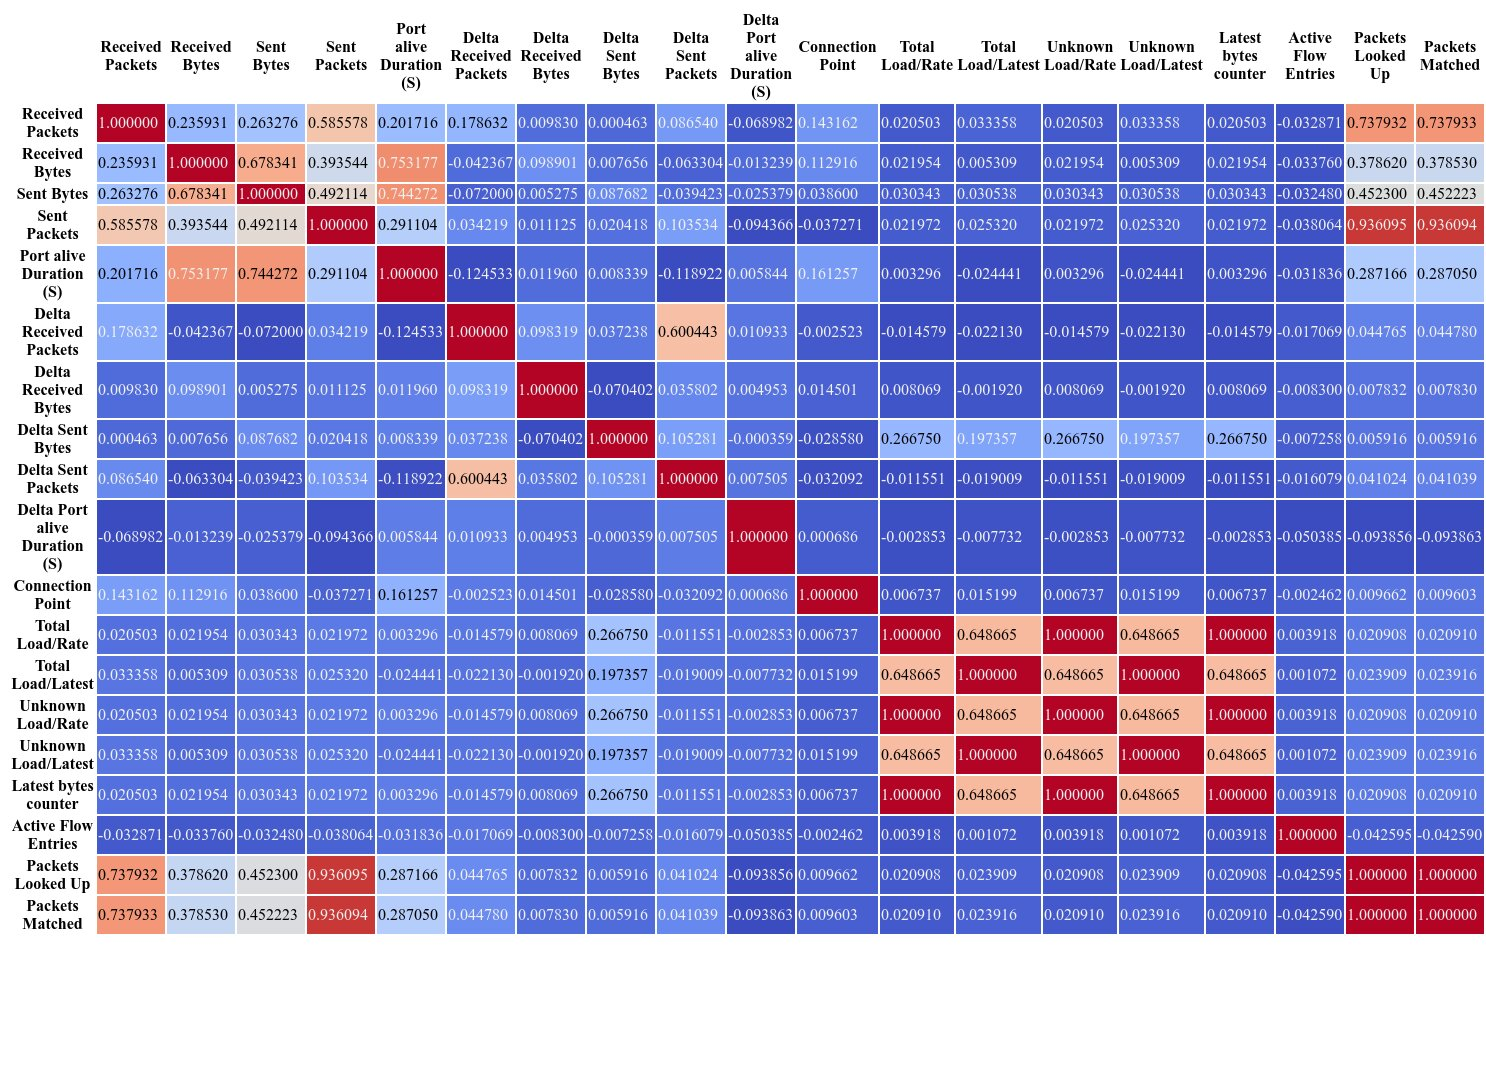 Received Packets Received Bytes Sent Bytes Sent Packets Port alive Duration (S) Delta Received Packets Delta Received Bytes Delta Sent Bytes Delta Sent Packets Delta Port alive Duration (S) Connection Point Total Load/Rate Total Load/Latest Unknown Load/Rate Unknown Load/Latest Latest bytes counter Active Flow Entries Packets Looked Up Packets Matched
Received Packets 1.000000 0.235931 0.263276 0.585578 0.201716 0.178632 0.009830 0.000463 0.086540 -0.068982 0.143162 0.020503 0.033358 0.020503 0.033358 0.020503 -0.032871 0.737932 0.737933
Received Bytes 0.235931 1.000000 0.678341 0.393544 0.753177 -0.042367 0.098901 0.007656 -0.063304 -0.013239 0.112916 0.021954 0.005309 0.021954 0.005309 0.021954 -0.033760 0.378620 0.378530
Sent Bytes 0.263276 0.678341 1.000000 0.492114 0.744272 -0.072000 0.005275 0.087682 -0.039423 -0.025379 0.038600 0.030343 0.030538 0.030343 0.030538 0.030343 -0.032480 0.452300 0.452223
Sent Packets 0.585578 0.393544 0.492114 1.000000 0.291104 0.034219 0.011125 0.020418 0.103534 -0.094366 -0.037271 0.021972 0.025320 0.021972 0.025320 0.021972 -0.038064 0.936095 0.936094
Port alive Duration (S) 0.201716 0.753177 0.744272 0.291104 1.000000 -0.124533 0.011960 0.008339 -0.118922 0.005844 0.161257 0.003296 -0.024441 0.003296 -0.024441 0.003296 -0.031836 0.287166 0.287050
Delta Received Packets 0.178632 -0.042367 -0.072000 0.034219 -0.124533 1.000000 0.098319 0.037238 0.600443 0.010933 -0.002523 -0.014579 -0.022130 -0.014579 -0.022130 -0.014579 -0.017069 0.044765 0.044780
Delta Received Bytes 0.009830 0.098901 0.005275 0.011125 0.011960 0.098319 1.000000 -0.070402 0.035802 0.004953 0.014501 0.008069 -0.001920 0.008069 -0.001920 0.008069 -0.008300 0.007832 0.007830
Delta Sent Bytes 0.000463 0.007656 0.087682 0.020418 0.008339 0.037238 -0.070402 1.000000 0.105281 -0.000359 -0.028580 0.266750 0.197357 0.266750 0.197357 0.266750 -0.007258 0.005916 0.005916
Delta Sent Packets 0.086540 -0.063304 -0.039423 0.103534 -0.118922 0.600443 0.035802 0.105281 1.000000 0.007505 -0.032092 -0.011551 -0.019009 -0.011551 -0.019009 -0.011551 -0.016079 0.041024 0.041039
Delta Port alive Duration (S) -0.068982 -0.013239 -0.025379 -0.094366 0.005844 0.010933 0.004953 -0.000359 0.007505 1.000000 0.000686 -0.002853 -0.007732 -0.002853 -0.007732 -0.002853 -0.050385 -0.093856 -0.093863
Connection Point 0.143162 0.112916 0.038600 -0.037271 0.161257 -0.002523 0.014501 -0.028580 -0.032092 0.000686 1.000000 0.006737 0.015199 0.006737 0.015199 0.006737 -0.002462 0.009662 0.009603
Total Load/Rate 0.020503 0.021954 0.030343 0.021972 0.003296 -0.014579 0.008069 0.266750 -0.011551 -0.002853 0.006737 1.000000 0.648665 1.000000 0.648665 1.000000 0.003918 0.020908 0.020910
Total Load/Latest 0.033358 0.005309 0.030538 0.025320 -0.024441 -0.022130 -0.001920 0.197357 -0.019009 -0.007732 0.015199 0.648665 1.000000 0.648665 1.000000 0.648665 0.001072 0.023909 0.023916
Unknown Load/Rate 0.020503 0.021954 0.030343 0.021972 0.003296 -0.014579 0.008069 0.266750 -0.011551 -0.002853 0.006737 1.000000 0.648665 1.000000 0.648665 1.000000 0.003918 0.020908 0.020910
Unknown Load/Latest 0.033358 0.005309 0.030538 0.025320 -0.024441 -0.022130 -0.001920 0.197357 -0.019009 -0.007732 0.015199 0.648665 1.000000 0.648665 1.000000 0.648665 0.001072 0.023909 0.023916
Latest bytes counter 0.020503 0.021954 0.030343 0.021972 0.003296 -0.014579 0.008069 0.266750 -0.011551 -0.002853 0.006737 1.000000 0.648665 1.000000 0.648665 1.000000 0.003918 0.020908 0.020910
Active Flow Entries -0.032871 -0.033760 -0.032480 -0.038064 -0.031836 -0.017069 -0.008300 -0.007258 -0.016079 -0.050385 -0.002462 0.003918 0.001072 0.003918 0.001072 0.003918 1.000000 -0.042595 -0.042590
Packets Looked Up 0.737932 0.378620 0.452300 0.936095 0.287166 0.044765 0.007832 0.005916 0.041024 -0.093856 0.009662 0.020908 0.023909 0.020908 0.023909 0.020908 -0.042595 1.000000 1.000000
Packets Matched 0.737933 0.378530 0.452223 0.936094 0.287050 0.044780 0.007830 0.005916 0.041039 -0.093863 0.009603 0.020910 0.023916 0.020910 0.023916 0.020910 -0.042590 1.000000 1.000000